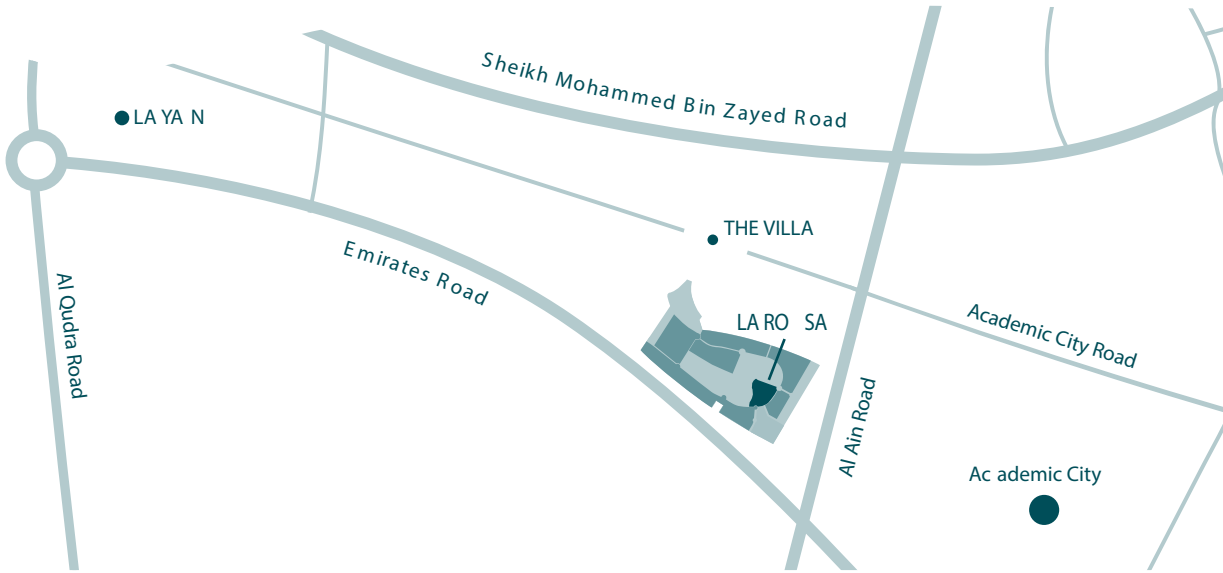 Sheikh Mohammed Bin Zayed Road
LA YA N
THE VILLA
Emirates Road
Al Qudra Road
LA RO SA
Academic City Road
Al Ain Road
Ac ademic City